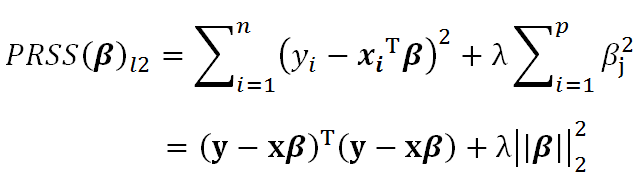 PRSS(β)_{l2} = ∑_{i=1}^{n} (y_i − x_i^T β)^2 + λ ∑_{i=1}^{p} β_j^2
= (y − xβ)^T (y − xβ) + λ||β||_2^2